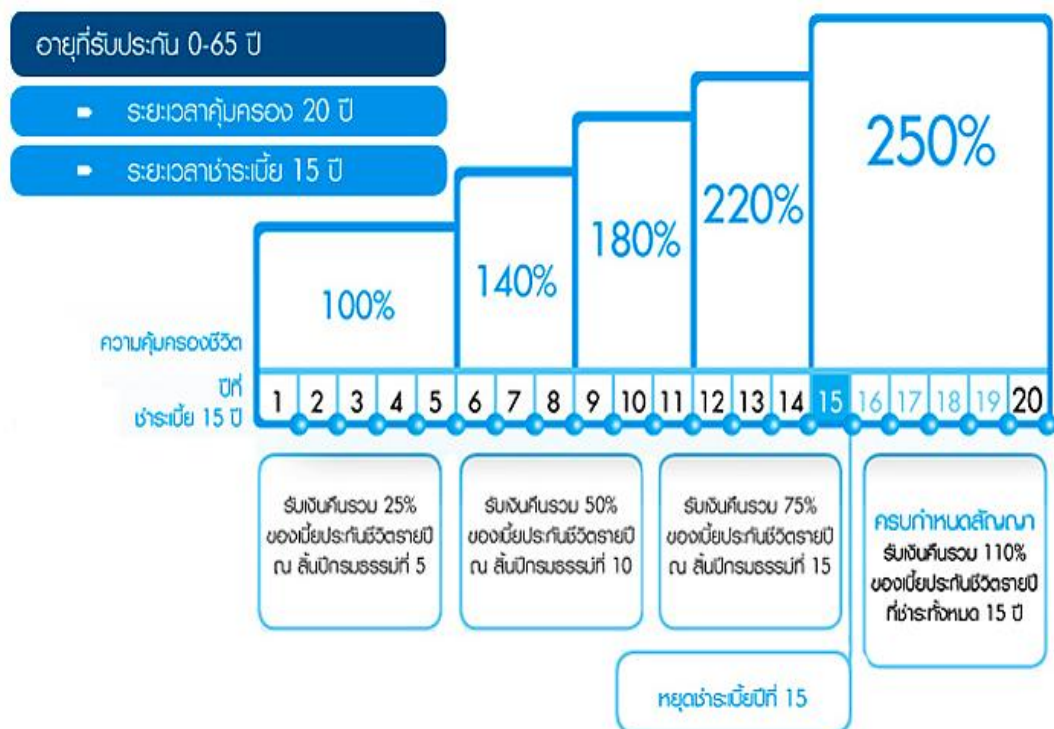 อายุที่รับประกัน 0-65 ปี
ระยะเวลาคุ้มครอง 20 ปี
ระยะเวลาชำระเบี้ย 15 ปี
100%
140%
180%
220%
250%
ความคุ้มครองชีวิต
ปีที่
ชำระเบี้ย 15 ปี
1 2 3 4 5 6 7 8 9 10 11 12 13 14 15 16 17 18 19 20
รับเงินคืนรวม 25%
ของเบี้ยประกันชีวิตรายปี
ณ สิ้นปีกรมธรรม์ที่ 5
รับเงินคืนรวม 50%
ของเบี้ยประกันชีวิตรายปี
ณ สิ้นปีกรมธรรม์ที่ 10
รับเงินคืนรวม 75%
ของเบี้ยประกันชีวิตรายปี
ณ สิ้นปีกรมธรรม์ที่ 15
ครบกำหนดสัญญา
รับเงินคืนรวม 110%
ของเบี้ยประกันชีวิตรายปี
ที่ชำระทั้งหมด 15 ปี
หยุดชำระเบี้ยปีที่ 15